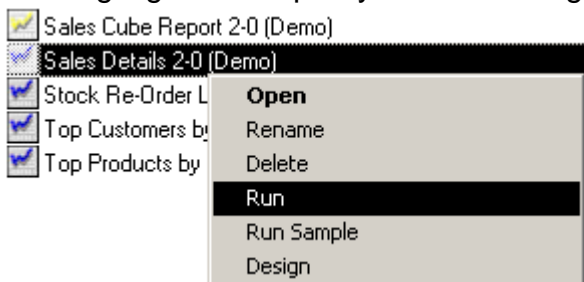 Sales Cube Report 2-0 (Demo)
Sales Details 2-0 (Demo)
Stock Re-Order L
Open
Top Customers by
Rename
Top Products by
Delete
Run
Run Sample
Design